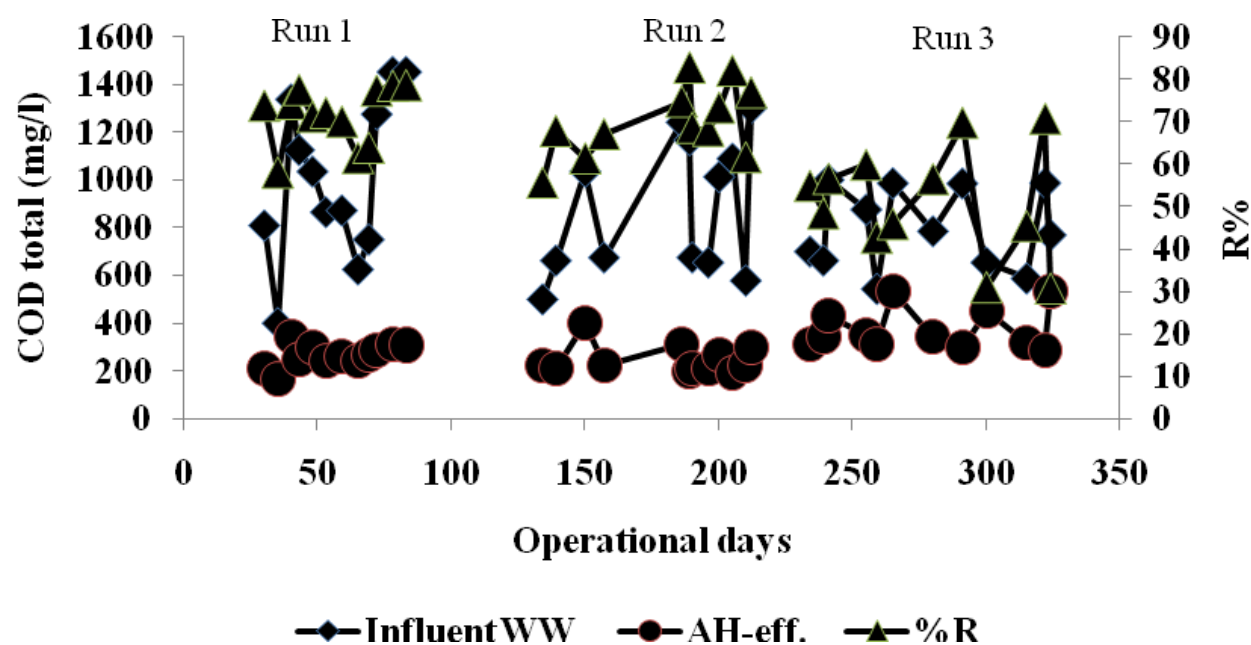 Run 1
Run 2
Run 3
COD total (mg/l)
1600
1400
1200
1000
800
600
400
200
0
90
80
70
60
50
40
30
20
10
0
R%
0 50 100 150 200 250 300 350
Operational days
Influent WW AH-eff. %R